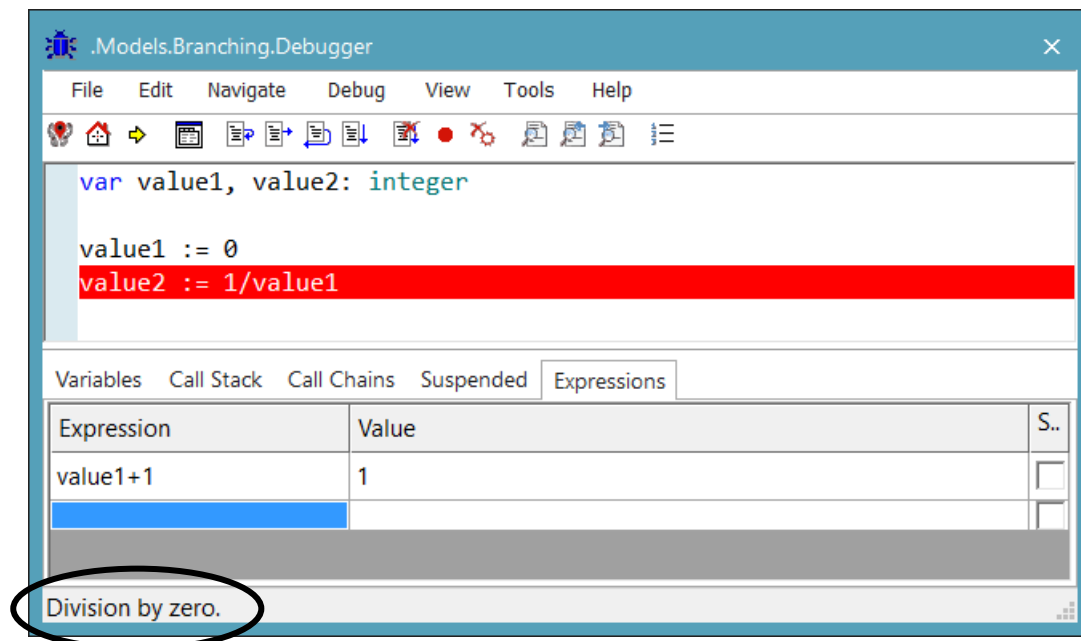 .Models.Branching.Debugger
File Edit Navigate Debug View Tools Help
var value1, value2: integer
value1 := 0
value2 := 1/value1
Variables Call Stack Call Chains Suspended Expressions
Expression Value S..
value1+1 1
Division by zero.